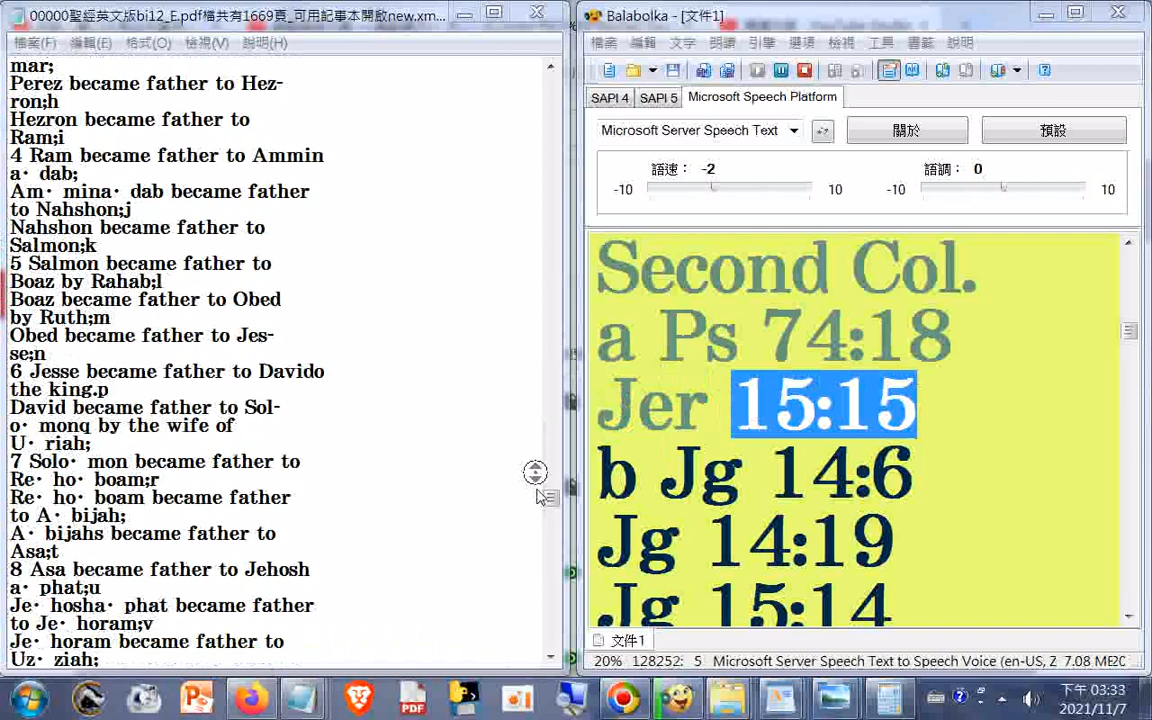 00000聖經英文版bi12_E.pdf檔共有1669頁_可用記事本開啟new.xm...
檔案(F) 編輯(E) 格式(O) 檢視(V) 說明(H)
mar;
Perez became father to Hez-
ron;h
Hezron became father to
Ram;i
4 Ram became father to Ammin
a· dab;
Am· mina· dab became father
to Nahshon;j
Nahshon became father to
Salmon;k
5 Salmon became father to
Boaz by Rahab;l
Boaz became father to Obed
by Ruth;m
Obed became father to Jes-
se;n
6 Jesse became father to Davido
the king.p
David became father to Sol-
o· monq by the wife of
U· riah;
7 Solo· mon became father to
Re· ho· boam;r
Re· ho· boam became father
to A· bijah;
A· bijahs became father to
Asa;t
8 Asa became father to Jehosh
a· phat;u
Je· hosha· phat became father
to Je· horam;v
Je· horam became father to
Uz· ziah;
Balabolka - [文件1]
檔案 編輯 文字 朗讀 引擎 選項 檢視 工具 書籤 說明
SAPI 4 SAPI 5 Microsoft Speech Platform
Microsoft Server Speech Text 關於 預設
語速： -2 語調： 0
-10 10 -10 10
Second Col.
a Ps 74:18
Jer 15:15
b Jg 14:6
Jg 14:19
Jg 15:14
文件1
20% 128252: 5 Microsoft Server Speech Text to Speech Voice (en-US, Z 7.08 ME20
PDF
下午 03:33
2021/11/7